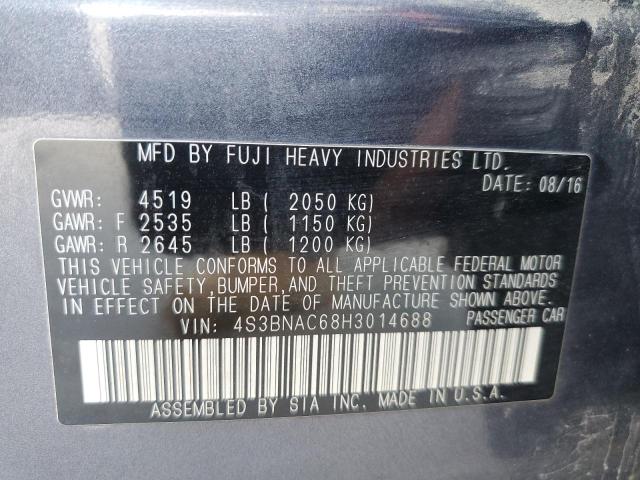 MFD BY FUJI HEAVY INDUSTRIES LTD.
DATE: 08/16
GVWR: 4519 LB ( 2050 KG)
GAWR: F 2535 LB ( 1150 KG)
GAWR: R 2645 LB ( 1200 KG)
THIS VEHICLE CONFORMS TO ALL APPLICABLE FEDERAL MOTOR
VEHICLE SAFETY,BUMPER,AND THEFT PREVENTION STANDARDS
IN EFFECT ON THE DATE OF MANUFACTURE SHOWN ABOVE.
VIN: 4S3BNAC68H3014688 PASSENGER CAR
ASSEMBLED BY SIA INC. MADE IN U.S.A.